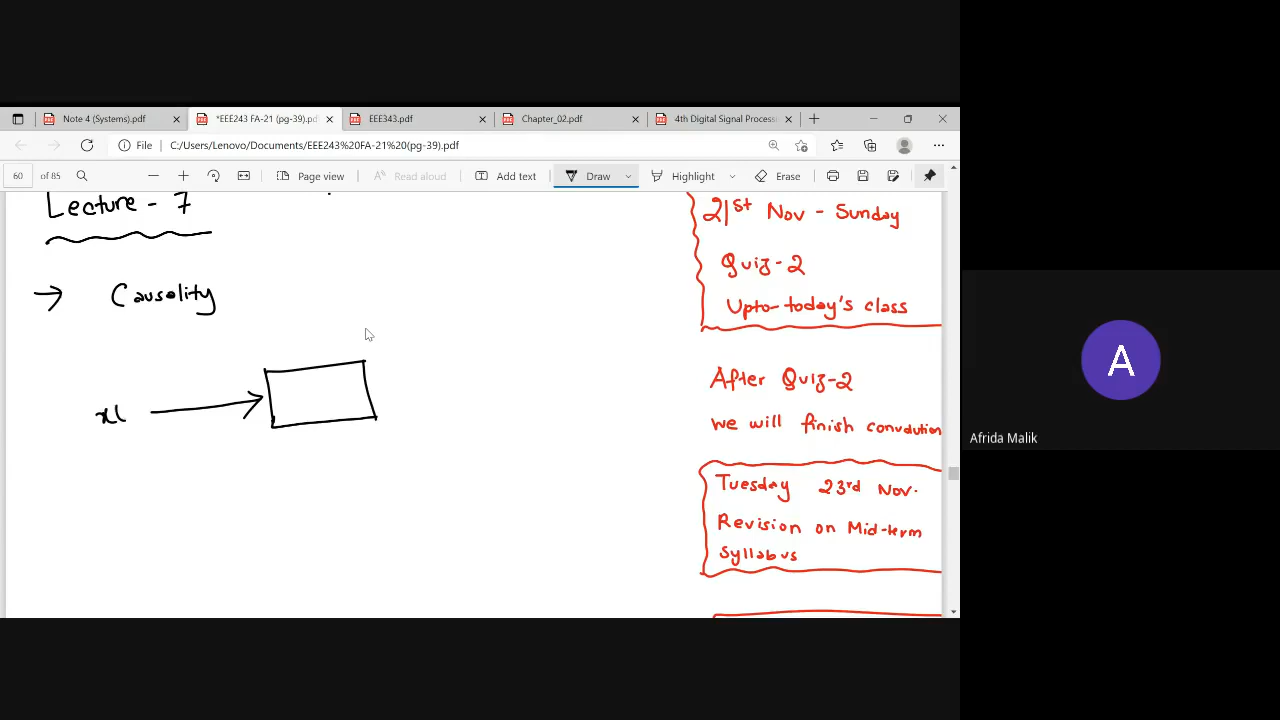 Note 4 (Systems).pdf
*EEE243 FA-21 (pg-39).pdf
EEE343.pdf
Chapter_02.pdf
4th Digital Signal Processi
File
C:/Users/Lenovo/Documents/EEE243%20FA-21%20(pg-39).pdf
60 of 85
Page view
Read aloud
Add text
Draw
Highlight
Erase
Lecture - 7
→ Causality
x(
21st Nov - Sunday
Quiz-2
Upto today's class
After Quiz-2
we will finish convolution
Tuesday 23rd Nov.
Revision on Mid-term
Syllabus
A
Afrida Malik